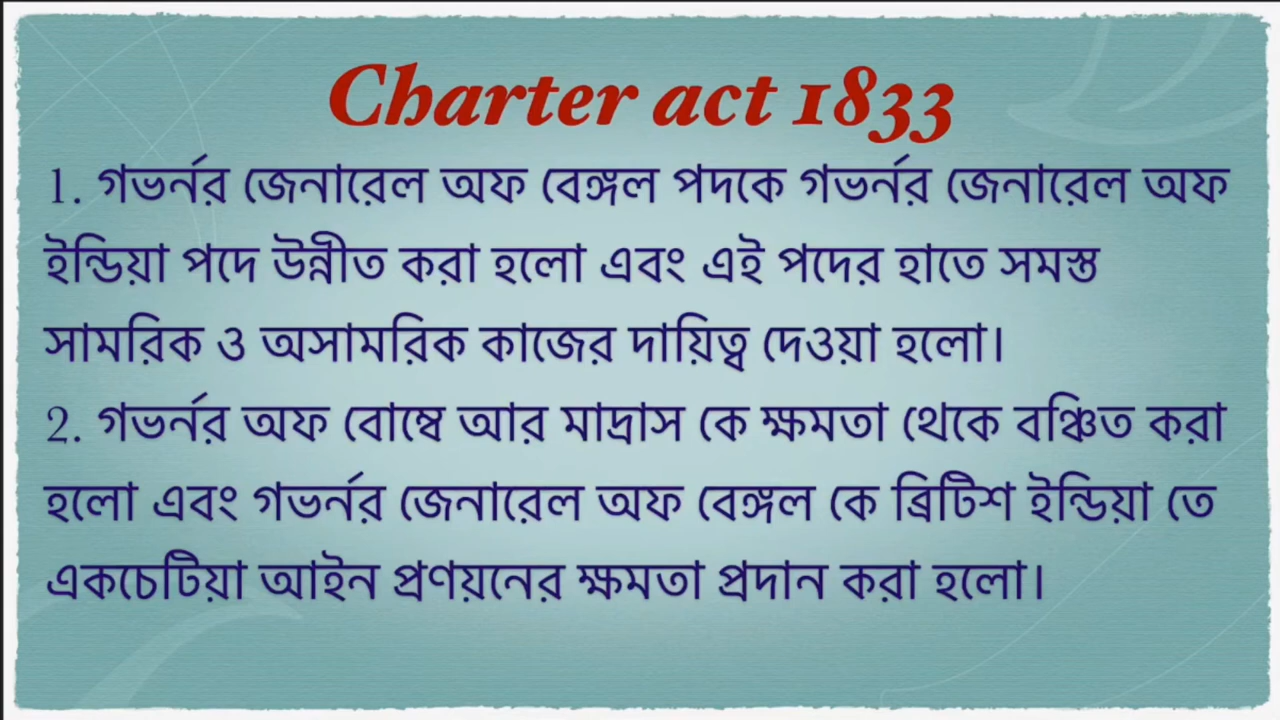 Charter act 1833
1. গভর্নর জেনারেল অফ বেঙ্গল পদকে গভর্নর জেনারেল অফ
ইন্ডিয়া পদে উন্নীত করা হলো এবং এই পদের হাতে সমস্ত
সামরিক ও অসামরিক কাজের দায়িত্ব দেওয়া হলো।
2. গভর্নর অফ বোম্বে আর মাদ্রাস কে ক্ষমতা থেকে বঞ্চিত করা
হলো এবং গভর্নর জেনারেল অফ বেঙ্গল কে ব্রিটিশ ইন্ডিয়া তে
একচেটিয়া আইন প্রণয়নের ক্ষমতা প্রদান করা হলো।